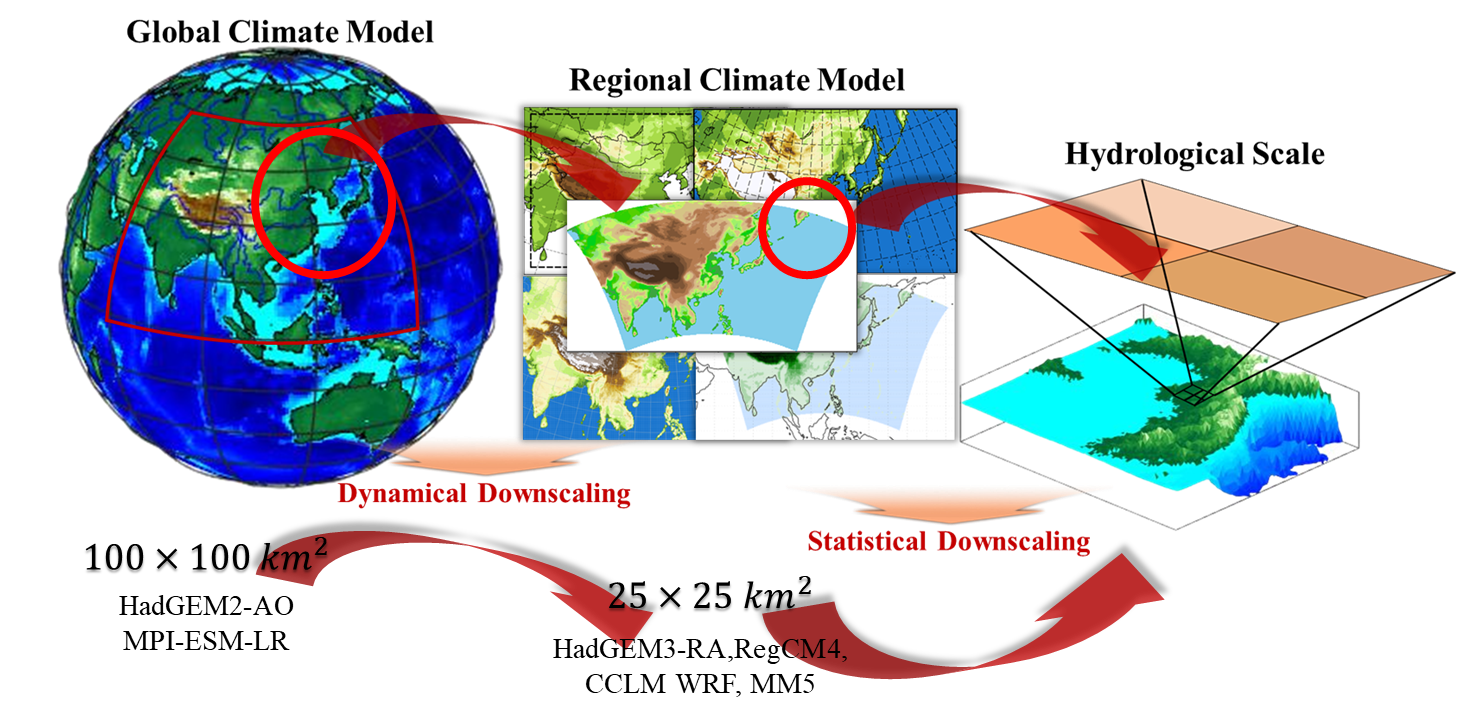 Global Climate Model
Regional Climate Model
Hydrological Scale
Dynamical Downscaling
Statistical Downscaling
100 × 100 km²
HadGEM2-AO
MPI-ESM-LR
25 × 25 km²
HadGEM3-RA,RegCM4,
CCLM WRF, MM5